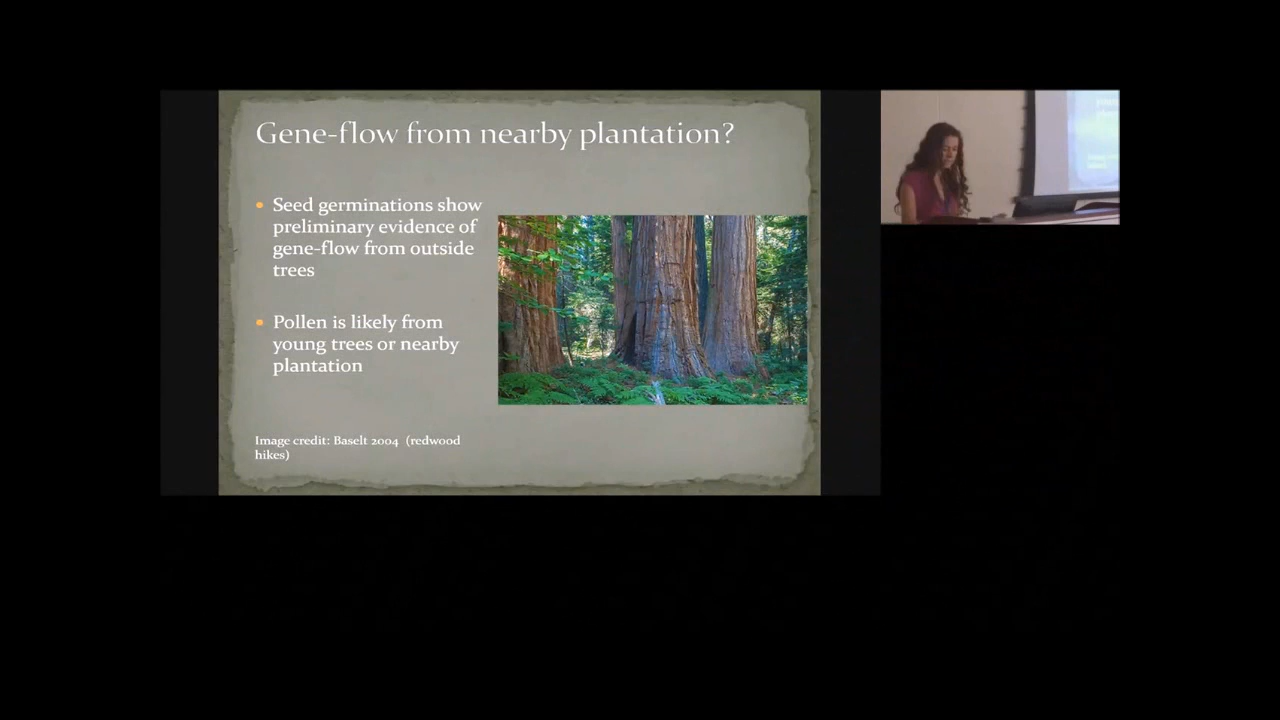 Gene-flow from nearby plantation?
Seed germinations show
preliminary evidence of
gene-flow from outside
trees
Pollen is likely from
young trees or nearby
plantation
Image credit: Baselt 2004 (redwood
hikes)